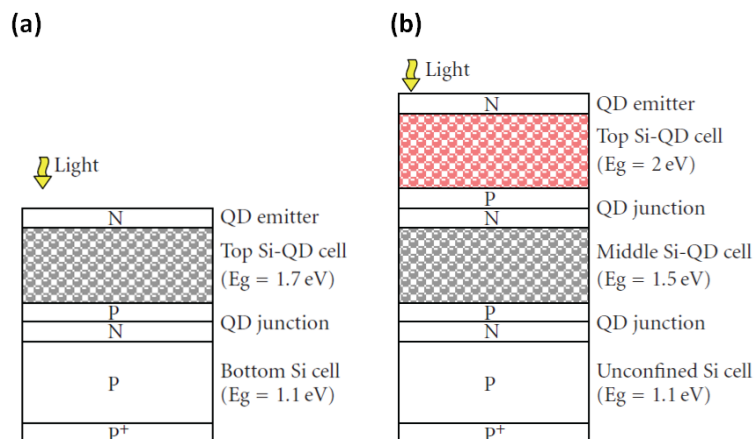 (a)
Light
N
QD emitter
Top Si-QD cell
(Eg = 1.7 eV)
P
N
QD junction
P
Bottom Si cell
(Eg = 1.1 eV)
P+
(b)
Light
N
QD emitter
Top Si-QD cell
(Eg = 2 eV)
P
N
QD junction
Middle Si-QD cell
(Eg = 1.5 eV)
P
N
QD junction
P
Unconfined Si cell
(Eg = 1.1 eV)
P+